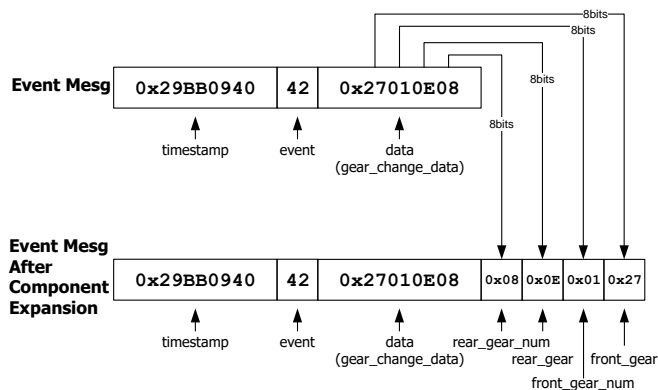 8bits
8bits
8bits
8bits
Event Mesg
0x29BB0940 42 0x27010E08
timestamp event data
(gear_change_data)
Event Mesg
After
Component
Expansion
0x29BB0940 42 0x27010E08 0x08 0x0E 0x01 0x27
timestamp event data
(gear_change_data)
rear_gear_num
rear_gear
front_gear
front_gear_num